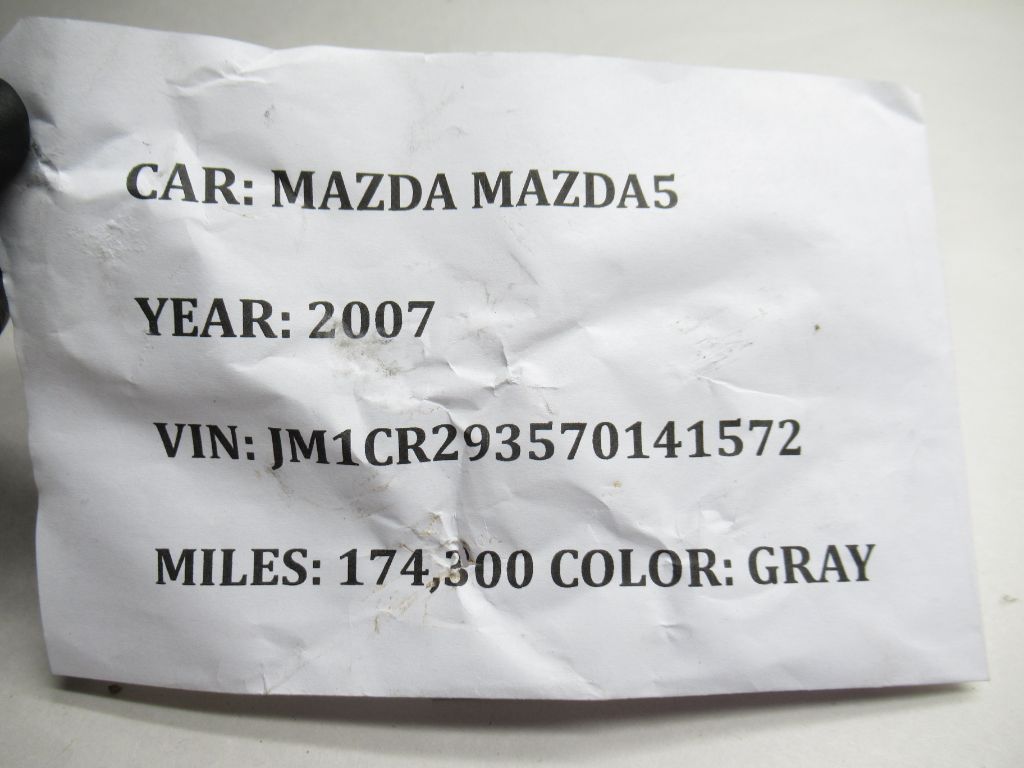 CAR: MAZDA MAZDA5
YEAR: 2007
VIN: JM1CR293570141572
MILES: 174,300 COLOR: GRAY